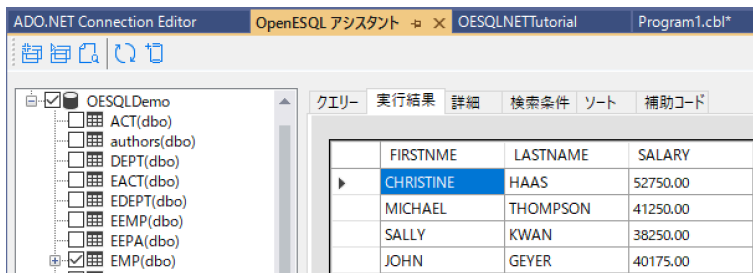 ADO.NET Connection Editor OpenESQL アシスタント OESQLNETTutorial Program1.cbl*
OESQLDemo
ACT(dbo)
authors(dbo)
DEPT(dbo)
EACT(dbo)
EDEPT(dbo)
EEMP(dbo)
EEPA(dbo)
EMP(dbo)
クエリー 実行結果 詳細 検索条件 ソート 補助コード
FIRSTNME LASTNAME SALARY
CHRISTINE HAAS 52750.00
MICHAEL THOMPSON 41250.00
SALLY KWAN 38250.00
JOHN GEYER 40175.00